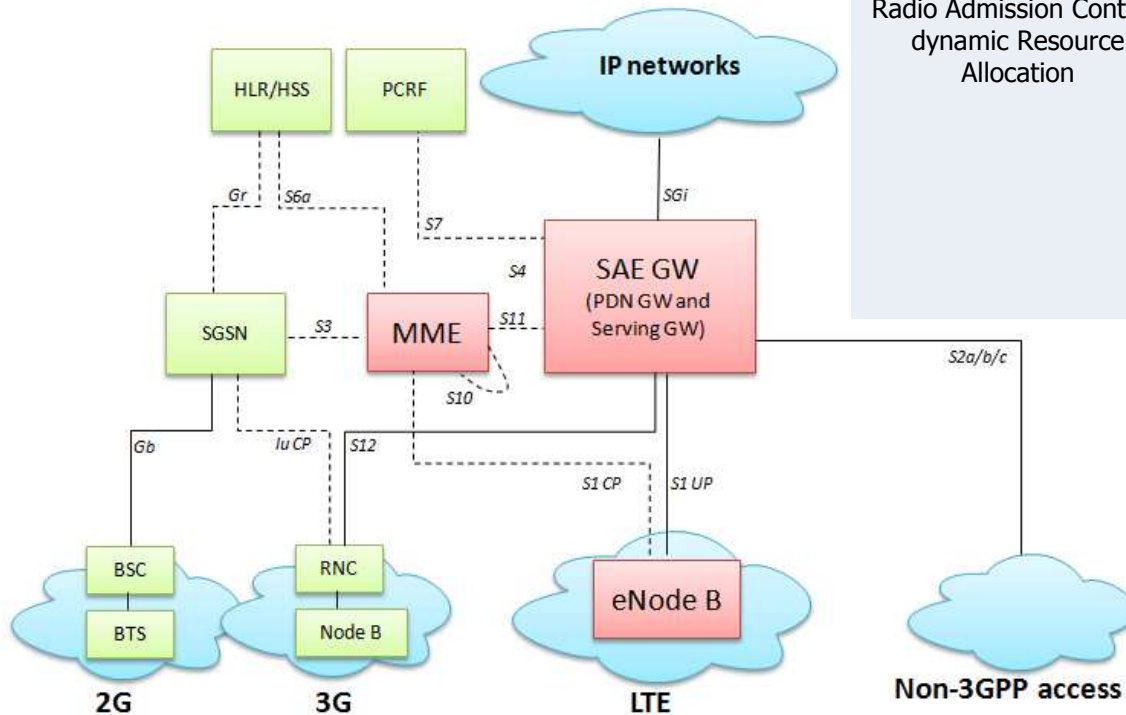 Radio Admission Cont
dynamic Resource
Allocation
IP networks
HLR/HSS
PCRF
Gr
S6a
SGi
S7
S4
SAE GW
(PDN GW and
Serving GW)
SGSN
S3
MME
S11
S2a/b/c
S10
Gb
Iu CP
S12
S1 CP
S1 UP
BSC
RNC
eNode B
BTS
Node B
2G
3G
LTE
Non-3GPP access